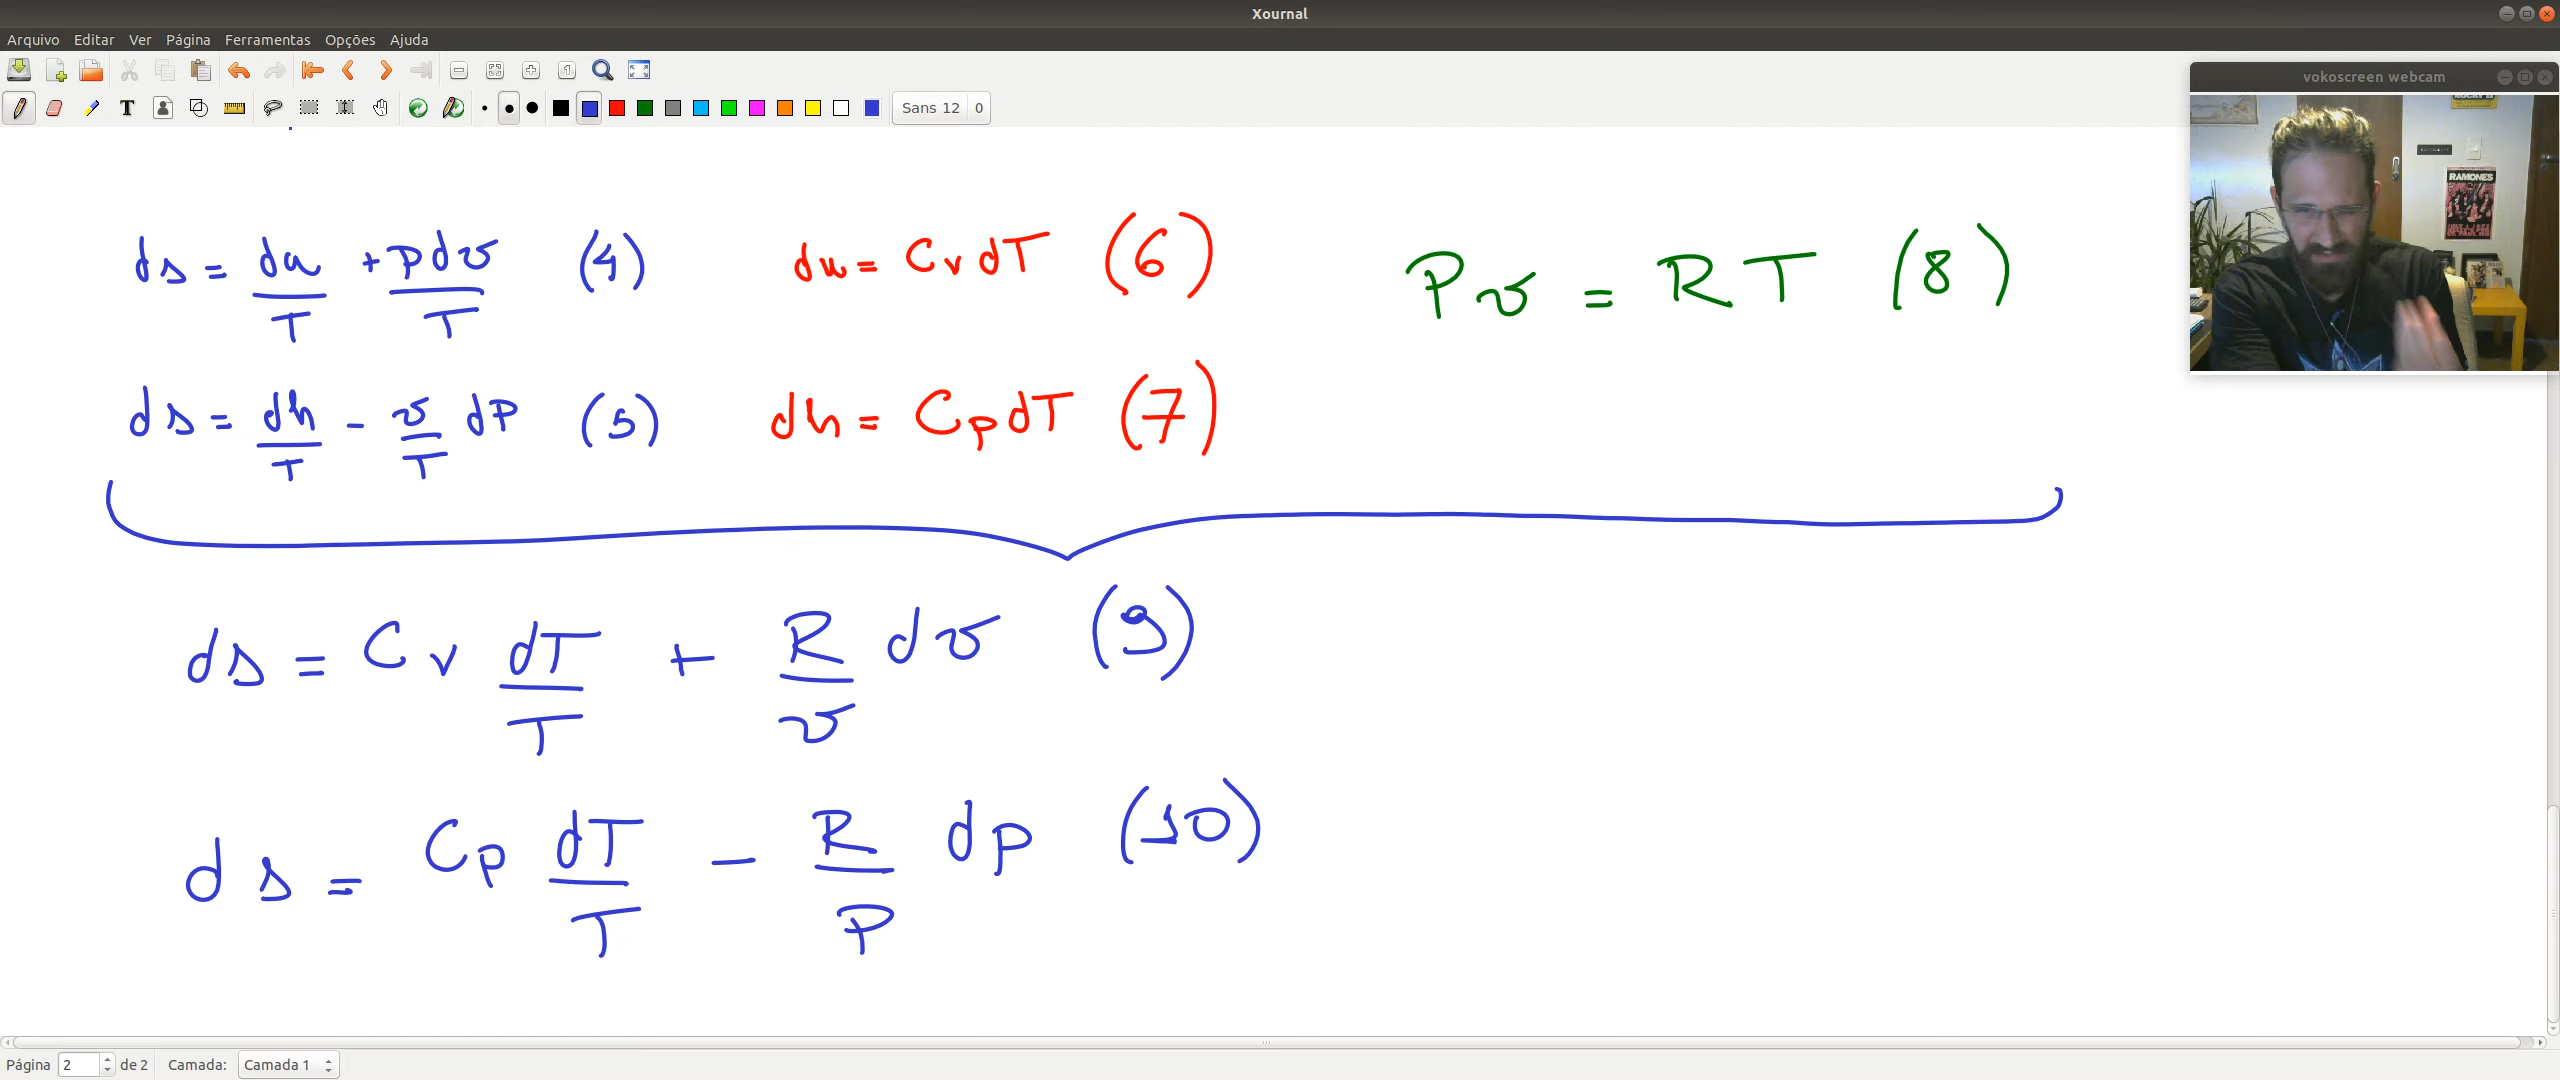 Xournal
Arquivo Editar Ver Página Ferramentas Opções Ajuda
Sans 12 0
vokoscreen webcam
RAMONES
ds = du/T + pdv/T (4)
du = Cv dT (6)
Pv = RT (8)
ds = dh/T - v/T dP (5)
dh = Cp dT (7)
ds = Cv dT/T + R/v dv (9)
ds = Cp dT/T - R/P dp (10)
Página 2 de 2 Camada: Camada 1